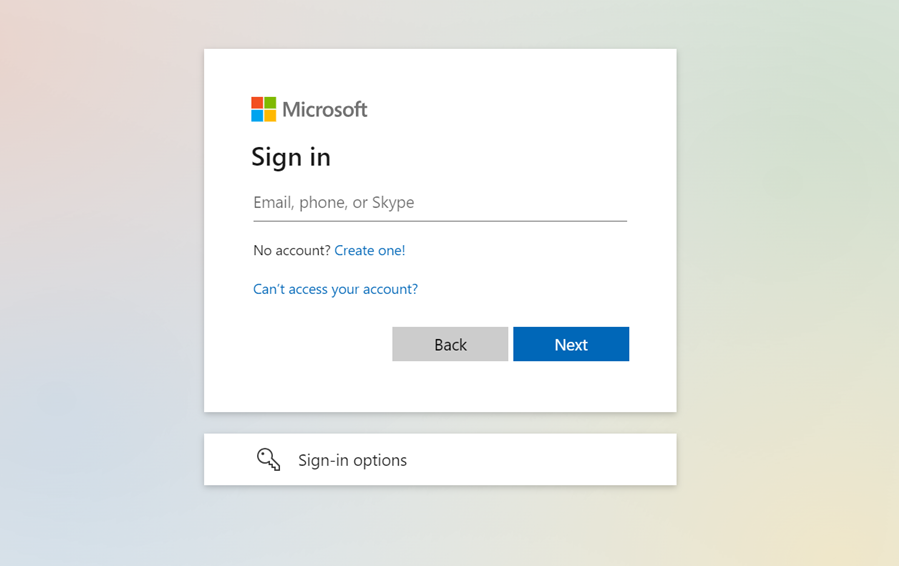 Microsoft
Sign in
Email, phone, or Skype
No account? Create one!
Can't access your account?
Back Next
Sign-in options